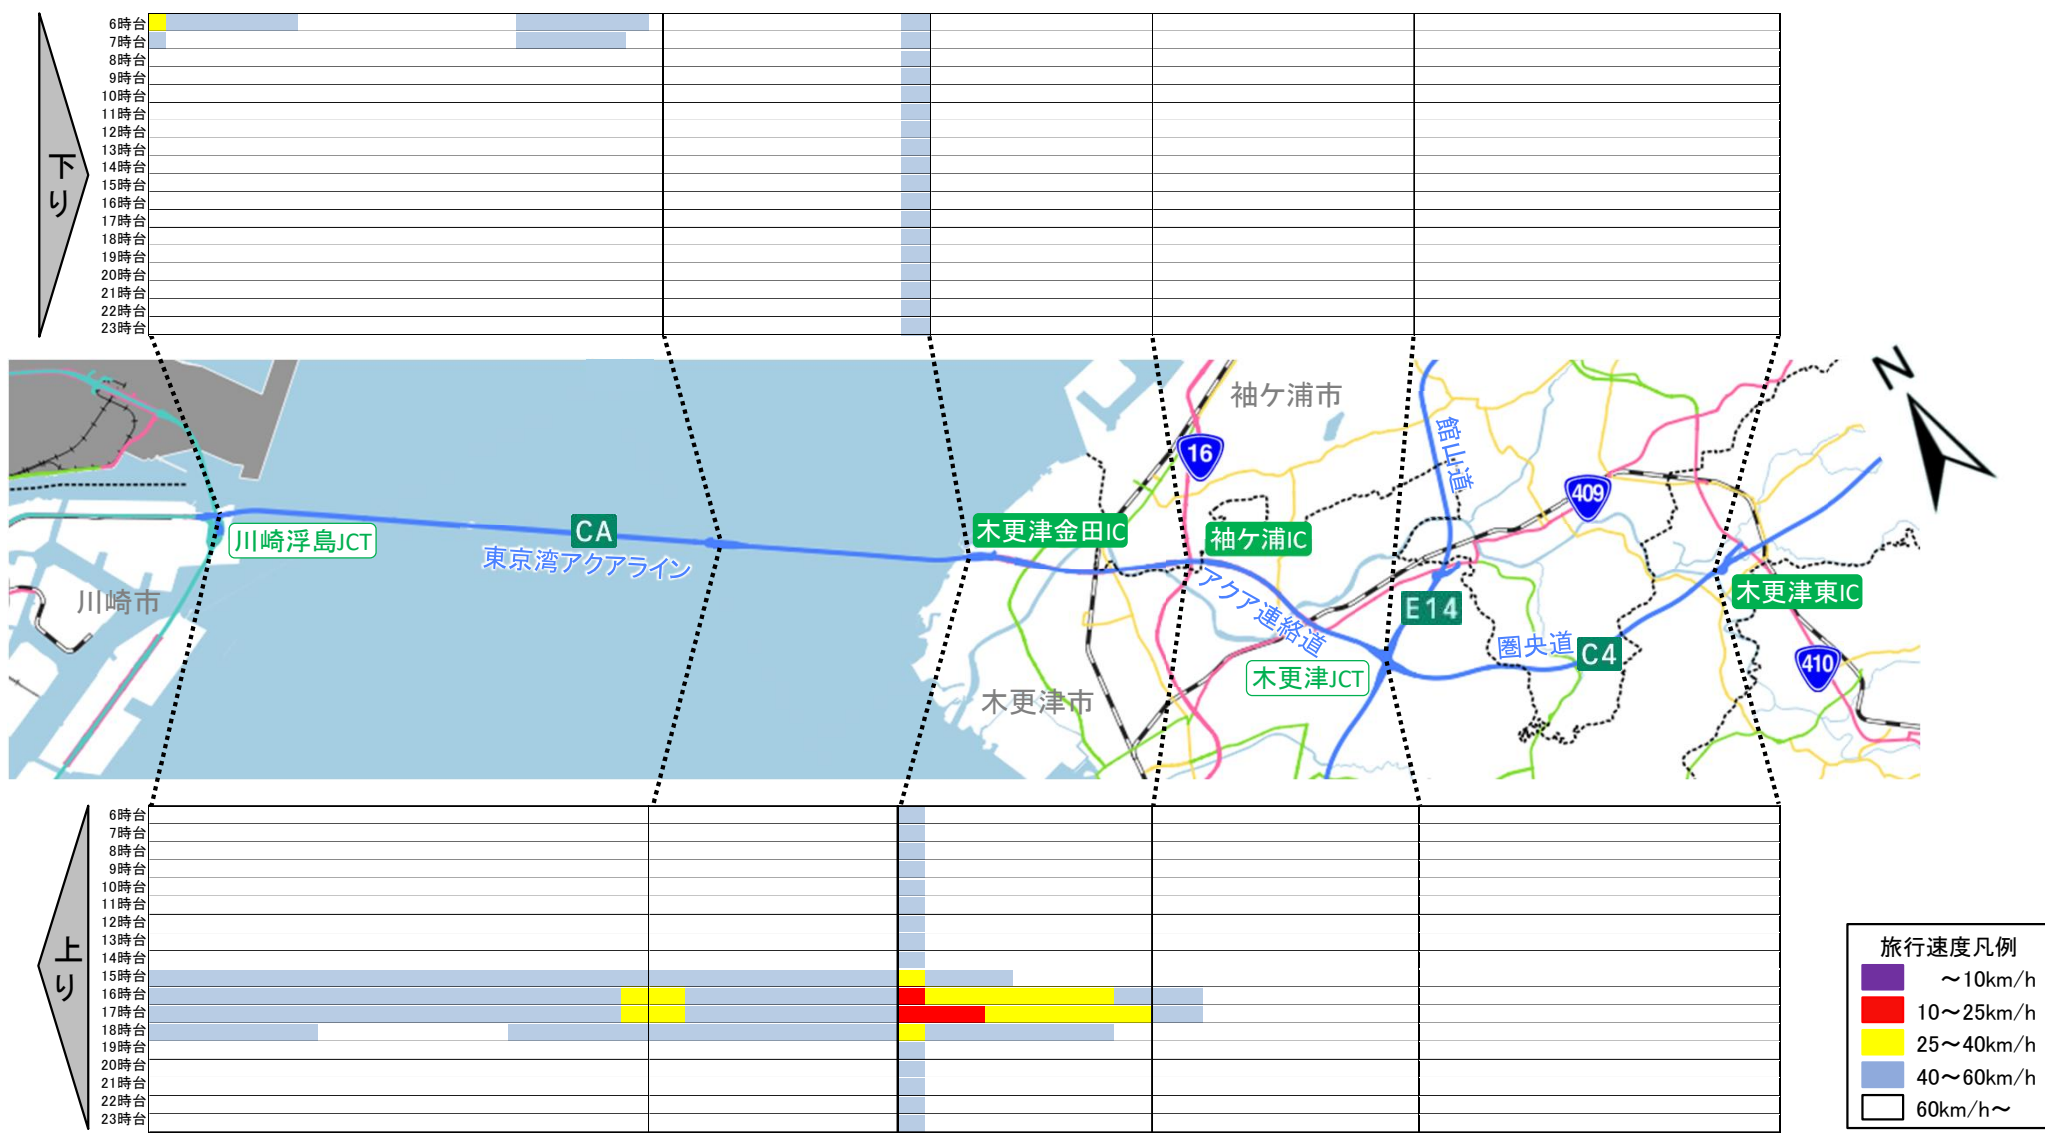 下り
6時台
7時台
8時台
9時台
10時台
11時台
12時台
13時台
14時台
15時台
16時台
17時台
18時台
19時台
20時台
21時台
22時台
23時台
N
袖ケ浦市
16
館山道
409
川崎浮島JCT
CA
東京湾アクアライン
木更津金田IC
袖ケ浦IC
川崎市
アクア連絡道
E14
木更津東IC
圏央道
C4
木更津JCT
410
木更津市
上り
6時台
7時台
8時台
9時台
10時台
11時台
12時台
13時台
14時台
15時台
16時台
17時台
18時台
19時台
20時台
21時台
22時台
23時台
旅行速度凡例
～10km/h
10～25km/h
25～40km/h
40～60km/h
60km/h～